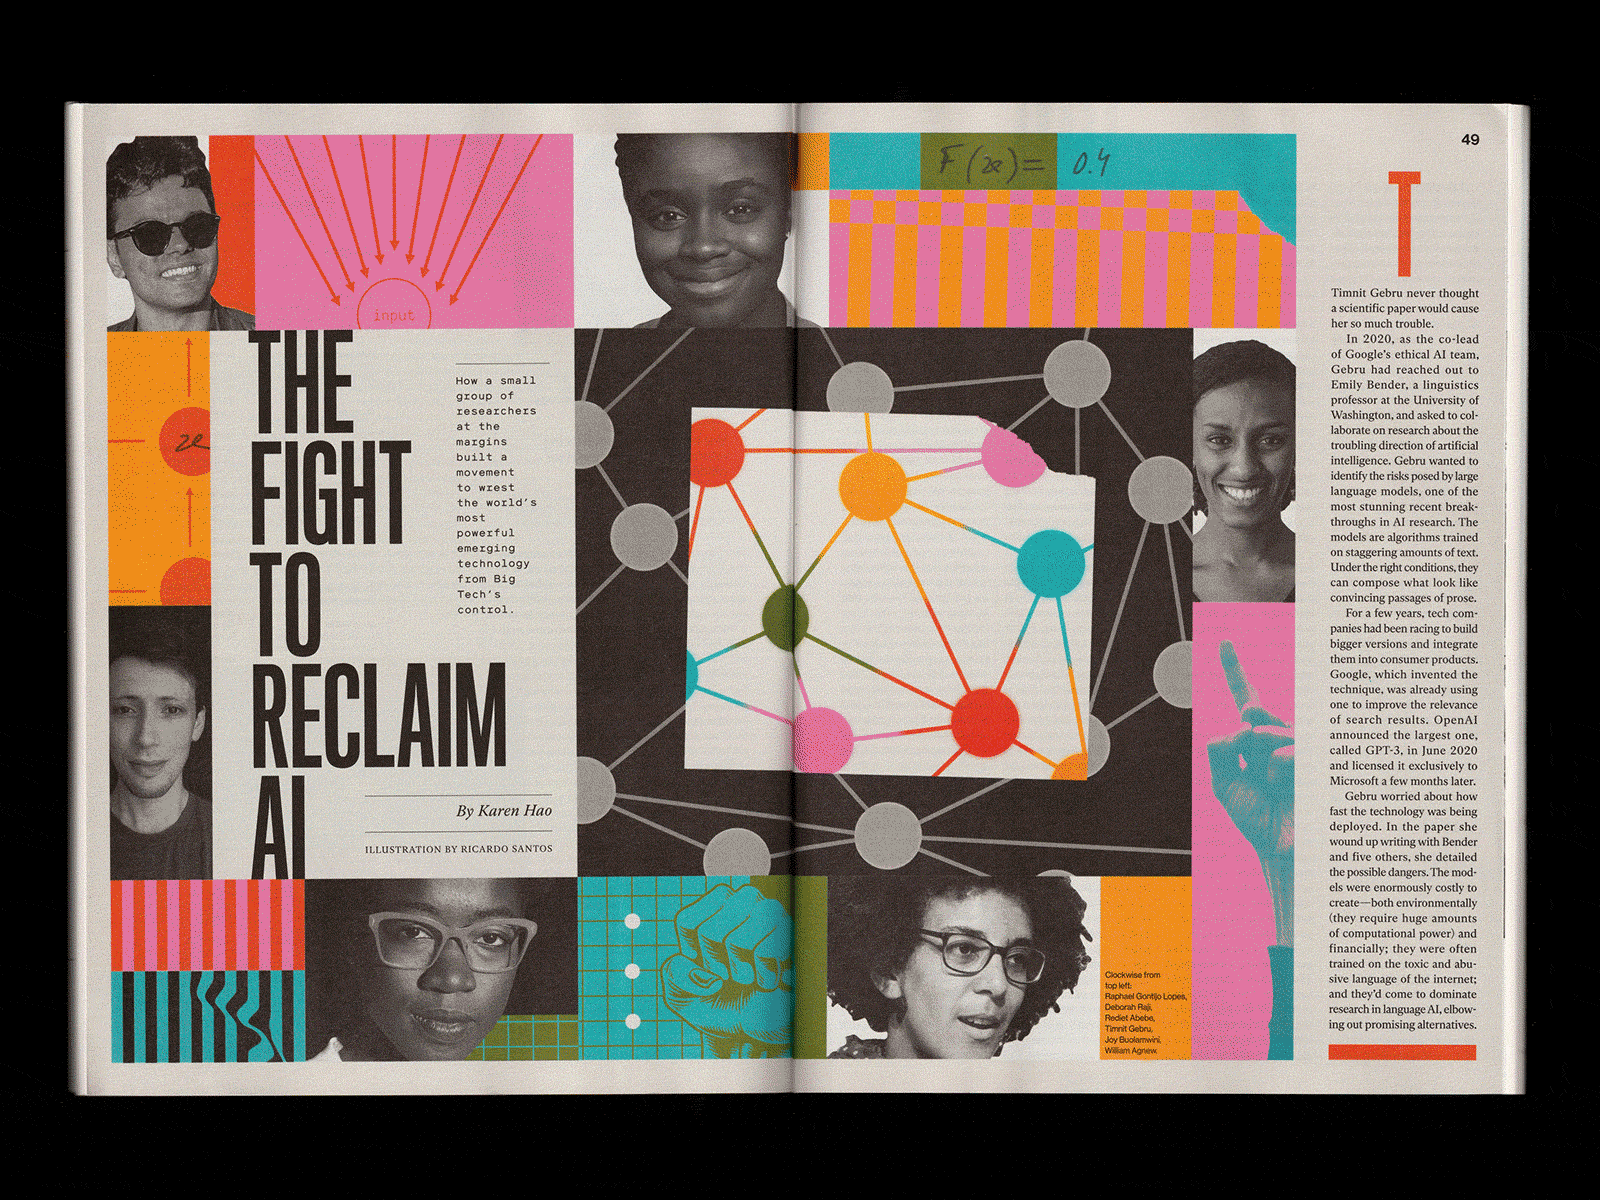 49
F(x)= 0.4
input
x
THE
FIGHT
TO
RECLAIM
AI
How a small
group of
researchers
at the
margins
built a
movement
to wrest
the world's
most
powerful
emerging
technology
from Big
Tech's
control.
By Karen Hao
ILLUSTRATION BY RICARDO SANTOS
Clockwise from
top left:
Raphael Gontijo Lopes,
Deborah Raji,
Rediet Abebe,
Timnit Gebru,
Joy Buolamwini,
William Agnew.
T
Timnit Gebru never thought
a scientific paper would cause
her so much trouble.
In 2020, as the co-lead
of Google's ethical AI team,
Gebru had reached out to
Emily Bender, a linguistics
professor at the University of
Washington, and asked to col-
laborate on research about the
troubling direction of artificial
intelligence. Gebru wanted to
identify the risks posed by large
language models, one of the
most stunning recent break-
throughs in AI research. The
models are algorithms trained
on staggering amounts of text.
Under the right conditions, they
can compose what look like
convincing passages of prose.
For a few years, tech com-
panies had been racing to build
bigger versions and integrate
them into consumer products.
Google, which invented the
technique, was already using
one to improve the relevance
of search results. OpenAI
announced the largest one,
called GPT-3, in June 2020
and licensed it exclusively to
Microsoft a few months later.
Gebru worried about how
fast the technology was being
deployed. In the paper she
wound up writing with Bender
and five others, she detailed
the possible dangers. The mod-
els were enormously costly to
create—both environmentally
(they require huge amounts
of computational power) and
financially; they were often
trained on the toxic and abu-
sive language of the internet;
and they'd come to dominate
research in language AI, elbow-
ing out promising alternatives.